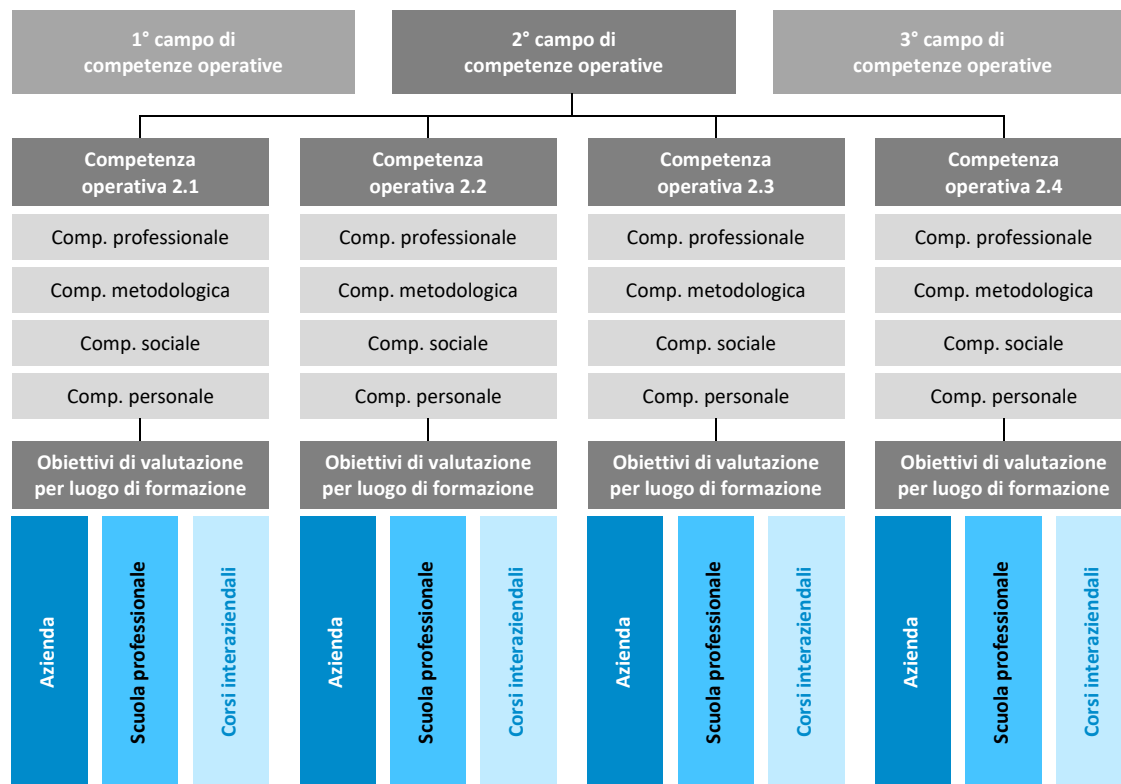 1° campo di
competenze operative
2° campo di
competenze operative
3° campo di
competenze operative
Competenza
operativa 2.1
Competenza
operativa 2.2
Competenza
operativa 2.3
Competenza
operativa 2.4
Comp. professionale
Comp. professionale
Comp. professionale
Comp. professionale
Comp. metodologica
Comp. metodologica
Comp. metodologica
Comp. metodologica
Comp. sociale
Comp. sociale
Comp. sociale
Comp. sociale
Comp. personale
Comp. personale
Comp. personale
Comp. personale
Obiettivi di valutazione
per luogo di formazione
Obiettivi di valutazione
per luogo di formazione
Obiettivi di valutazione
per luogo di formazione
Obiettivi di valutazione
per luogo di formazione
Azienda
Scuola professionale
Corsi interaziendali
Azienda
Scuola professionale
Corsi interaziendali
Azienda
Scuola professionale
Corsi interaziendali
Azienda
Scuola professionale
Corsi interaziendali